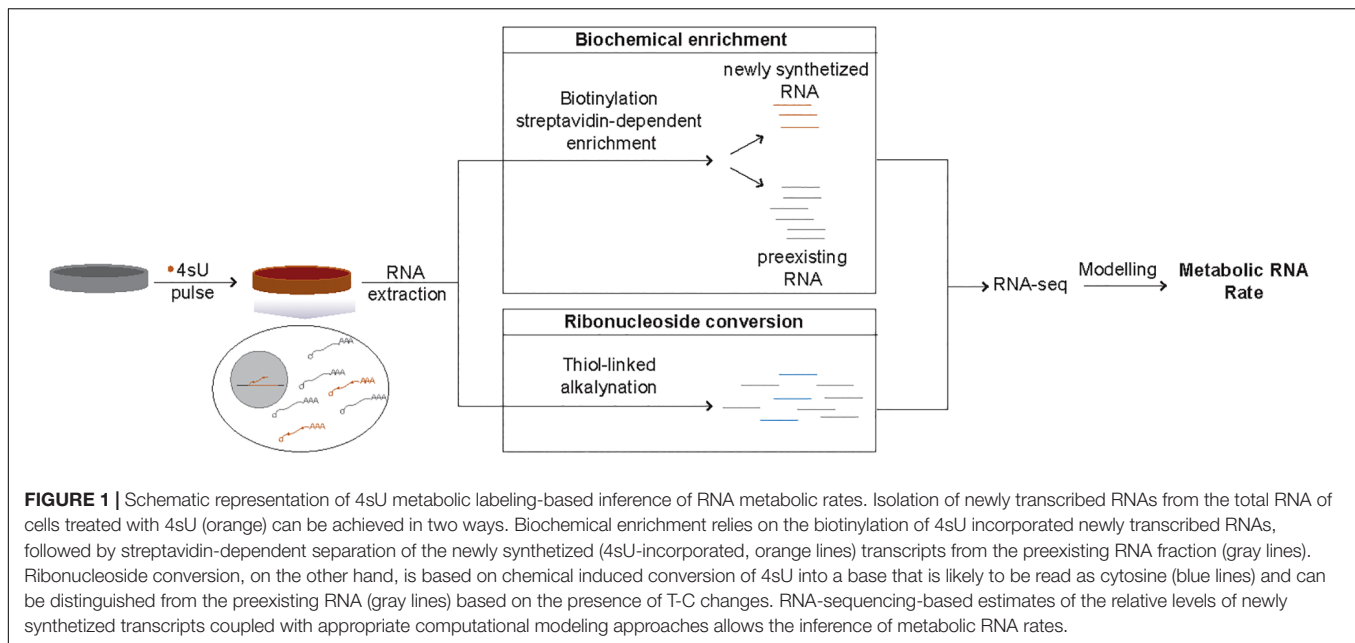 Biochemical enrichment
newly synthetized
RNA
Biotinylation
streptavidin-dependent
enrichment
preexisting
RNA
4sU
pulse
RNA
extraction
AAA
AAA
AAA
AAA
AAA
AAA
RNA-seq
Modelling
Metabolic RNA
Rate
Ribonucleoside conversion
Thiol-linked
alkalynation
FIGURE 1 | Schematic representation of 4sU metabolic labeling-based inference of RNA metabolic rates. Isolation of newly transcribed RNAs from the total RNA of
cells treated with 4sU (orange) can be achieved in two ways. Biochemical enrichment relies on the biotinylation of 4sU incorporated newly transcribed RNAs,
followed by streptavidin-dependent separation of the newly synthetized (4sU-incorporated, orange lines) transcripts from the preexisting RNA fraction (gray lines).
Ribonucleoside conversion, on the other hand, is based on chemical induced conversion of 4sU into a base that is likely to be read as cytosine (blue lines) and can
be distinguished from the preexisting RNA (gray lines) based on the presence of T-C changes. RNA-sequencing-based estimates of the relative levels of newly
synthetized transcripts coupled with appropriate computational modeling approaches allows the inference of metabolic RNA rates.